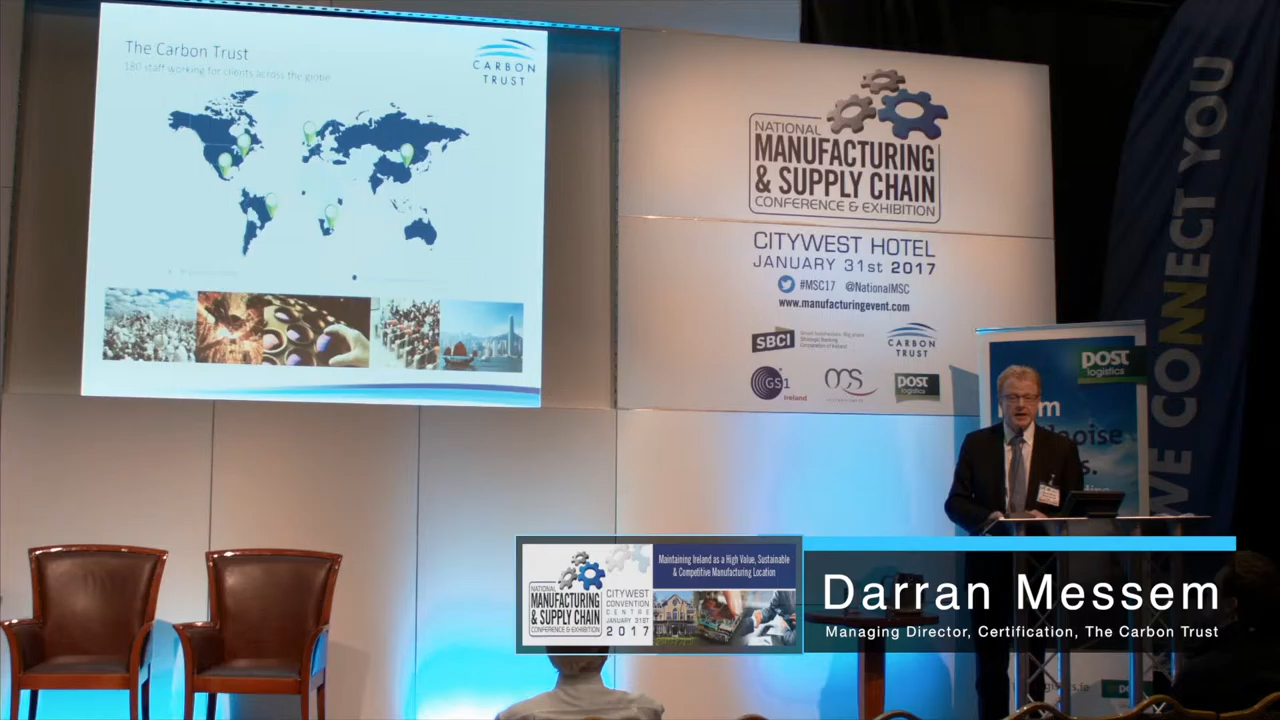 The Carbon Trust
180 staff working for clients across the globe
CARBON
TRUST
NATIONAL
MANUFACTURING
& SUPPLY CHAIN
CONFERENCE & EXHIBITION
CITYWEST HOTEL
JANUARY 31st 2017
#MSC17 @NationalMSC
www.manufacturingevent.com
SBCI
CARBON
TRUST
GS1
Ireland
POST
logistics
POST
logistics
WE CONNECT YOU
NATIONAL
MANUFACTURING
& SUPPLY CHAIN
CONFERENCE & EXHIBITION
CITYWEST
CONVENTION
CENTRE
JANUARY 31ST
2017
Maintaining Ireland as a High Value, Sustainable
& Competitive Manufacturing Location
Darran Messem
Managing Director, Certification, The Carbon Trust